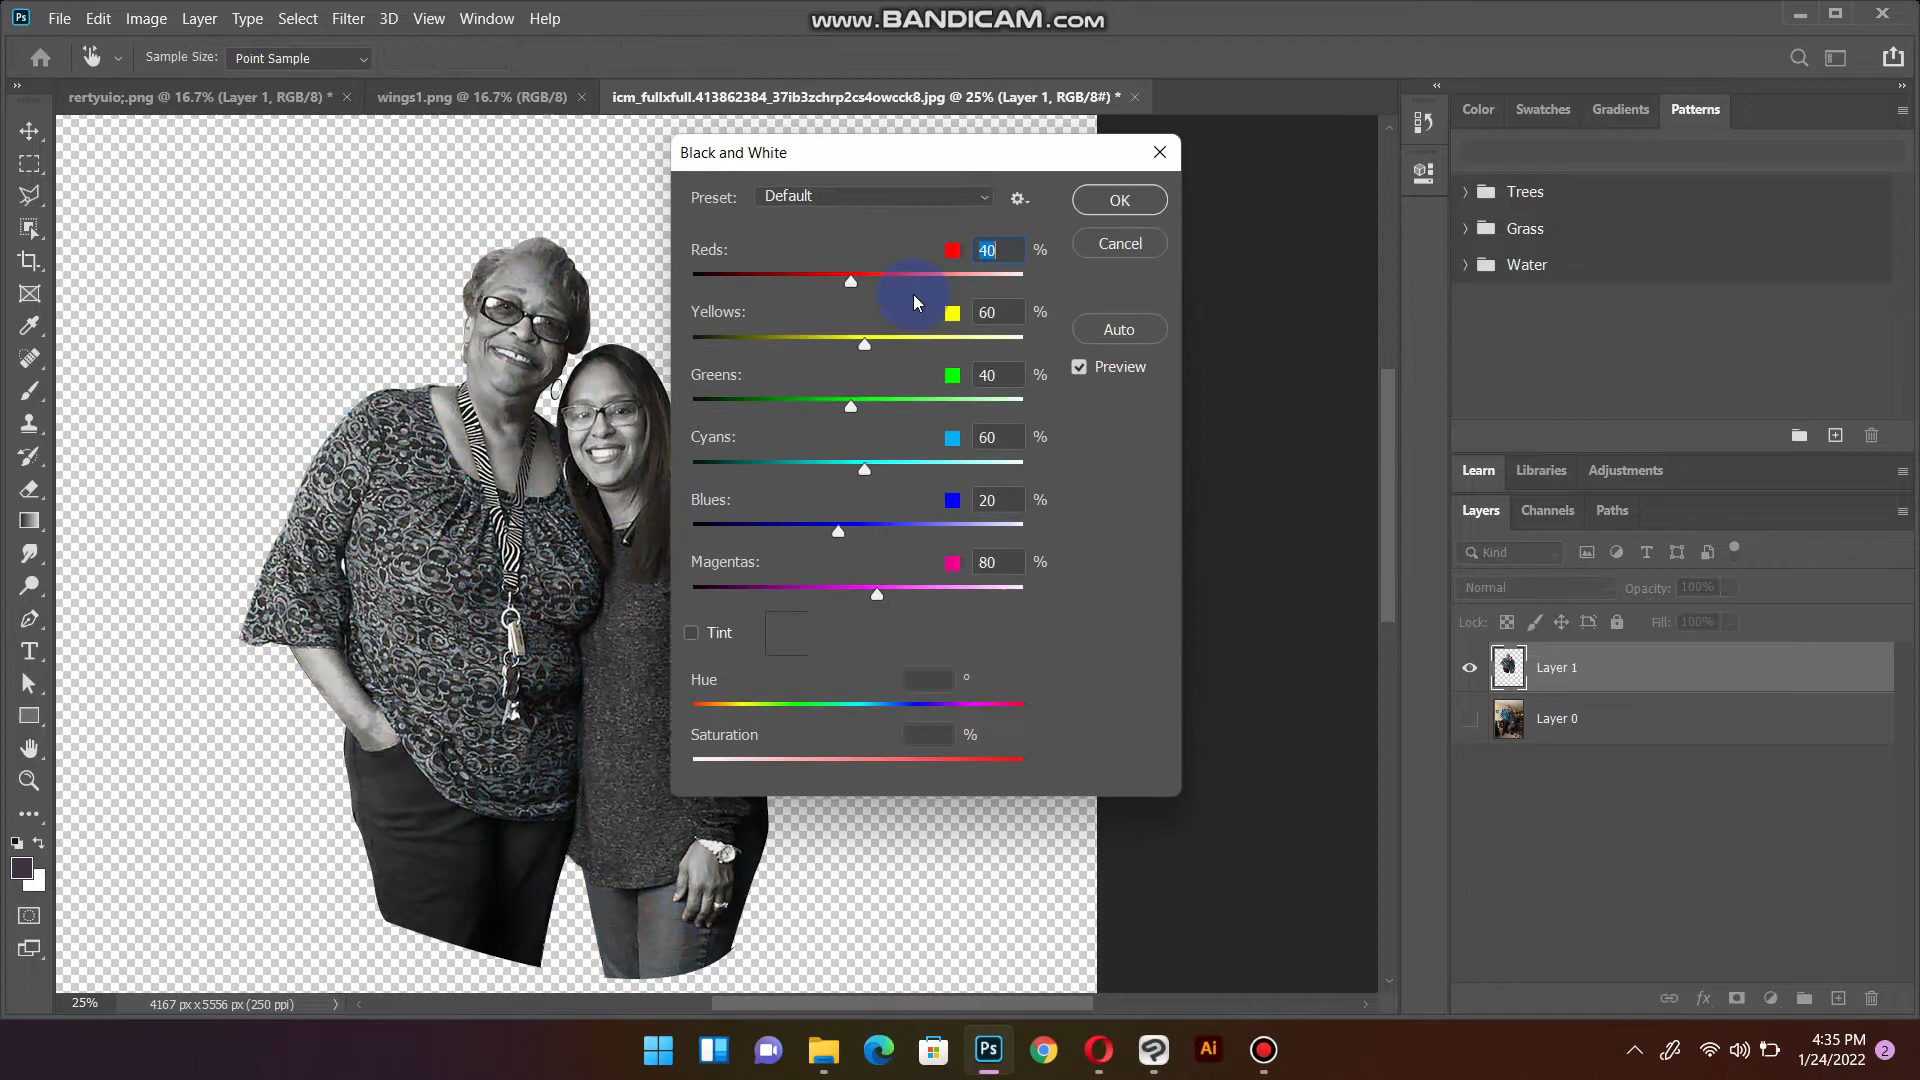 Ps File Edit Image Layer Type Select Filter 3D View Window Help
www.BANDICAM.com
Sample Size: Point Sample
rertyuio;.png @ 16.7% (Layer 1, RGB/8) *
wings1.png @ 16.7% (RGB/8)
icm_fullxfull.413862384_37ib3zchrp2cs4owcck8.jpg @ 25% (Layer 1, RGB/8#) *
Color Swatches Gradients Patterns
Black and White
Preset: Default
OK
Cancel
Auto
Preview
Reds: 40 %
Yellows: 60 %
Greens: 40 %
Cyans: 60 %
Blues: 20 %
Magentas: 80 %
Tint
Hue °
Saturation %
Trees
Grass
Water
Learn Libraries Adjustments
Layers Channels Paths
Kind
Normal Opacity: 100%
Lock: Fill: 100%
Layer 1
Layer 0
T
25% 4167 px x 5556 px (250 ppi)
Ps Ai
4:35 PM
1/24/2022 2